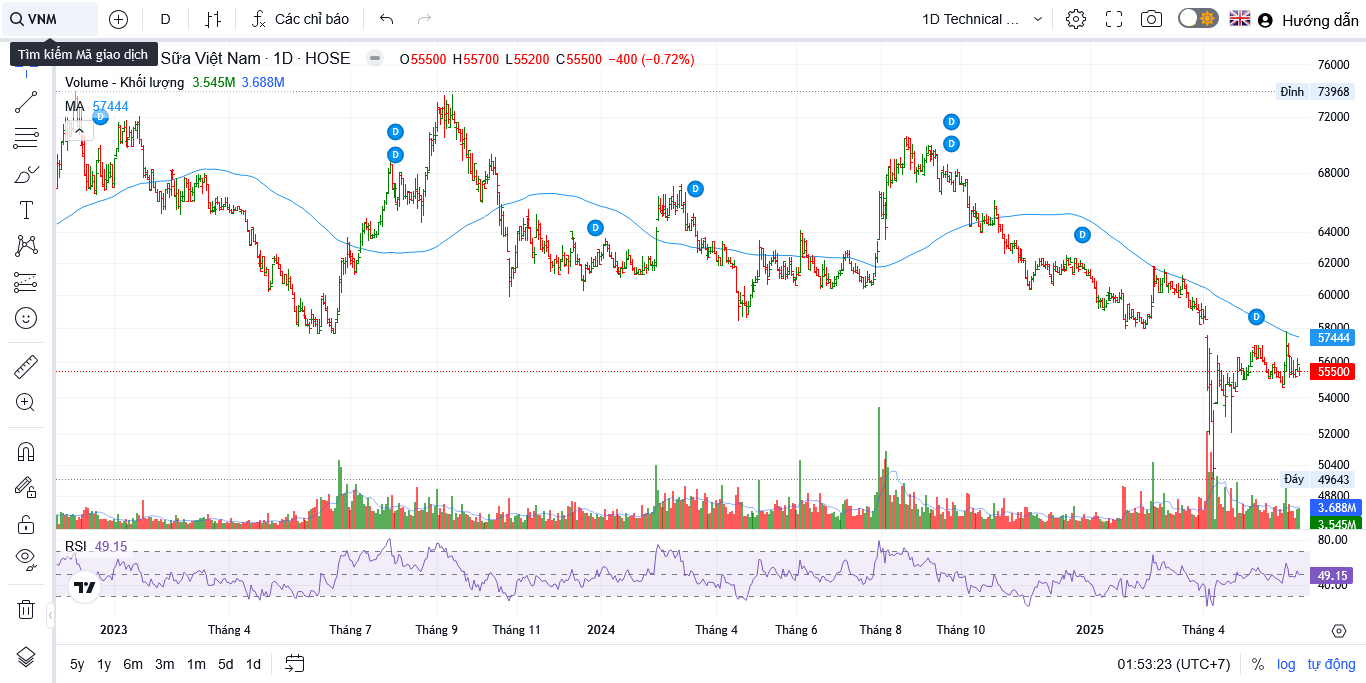 VNM
D
Các chỉ báo
1D Technical ...
Hướng dẫn
Tìm kiếm Mã giao dịch
Sữa Việt Nam · 1D · HOSE
O55500 H55700 L55200 C55500 −400 (−0.72%)
Volume - Khối lượng 3.545M 3.688M
MA 57444
D
D
D
D
D
D
D
D
D
76000
Đỉnh 73968
72000
68000
64000
62000
60000
58000
57444
56000
55500
54000
52000
50400
Đáy 49643
48800
3.688M
3.545M
RSI 49.15
80.00
49.15
40.00
2023 Tháng 4 Tháng 7 Tháng 9 Tháng 11 2024 Tháng 4 Tháng 6 Tháng 8 Tháng 10 2025 Tháng 4
5y 1y 6m 3m 1m 5d 1d
01:53:23 (UTC+7) % log tự động